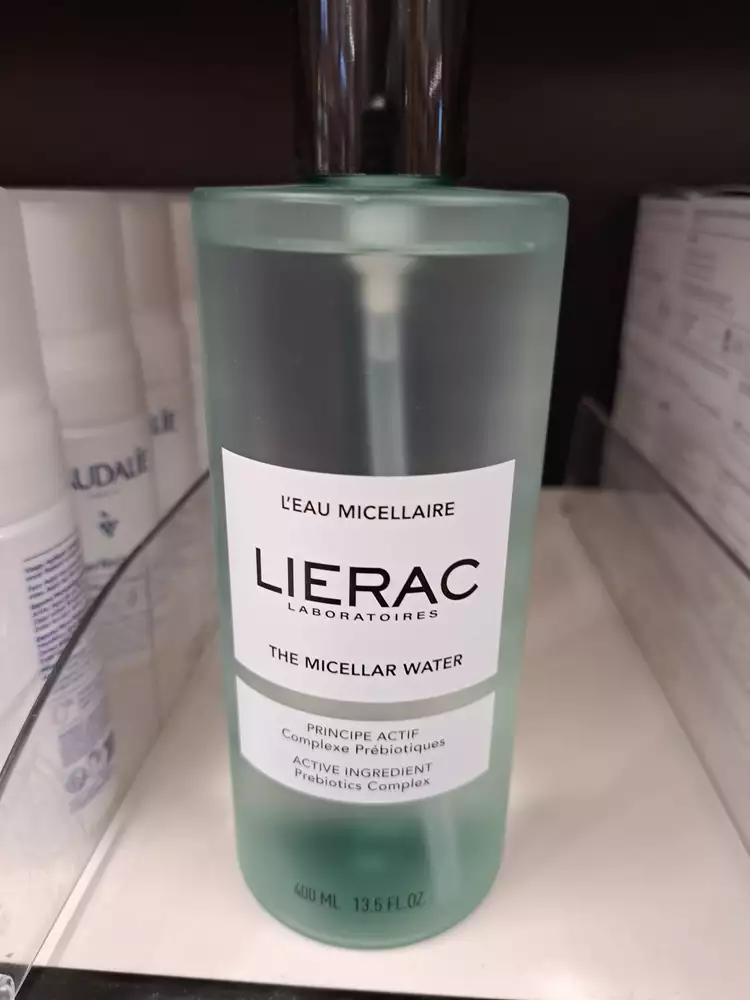 L'EAU MICELLAIRE
LIERAC
LABORATOIRES
THE MICELLAR WATER
PRINCIPE ACTIF
Complexe Prébiotiques
ACTIVE INGREDIENT
Prebiotics Complex
400 ML 13.5 FL.OZ
AUDALÍE